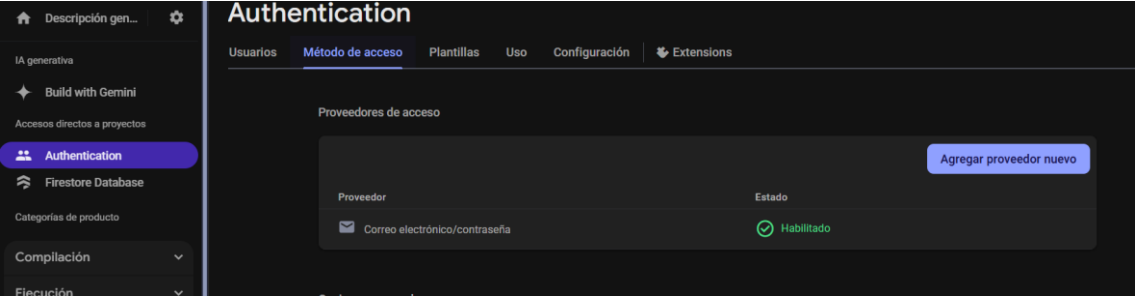 Descripción gen...
Authentication
Usuarios Método de acceso Plantillas Uso Configuración Extensions
IA generativa
Build with Gemini
Accesos directos a proyectos
Authentication
Firestore Database
Categorías de producto
Compilación
Ejecución
Proveedores de acceso
Agregar proveedor nuevo
Proveedor Estado
Correo electrónico/contraseña Habilitado